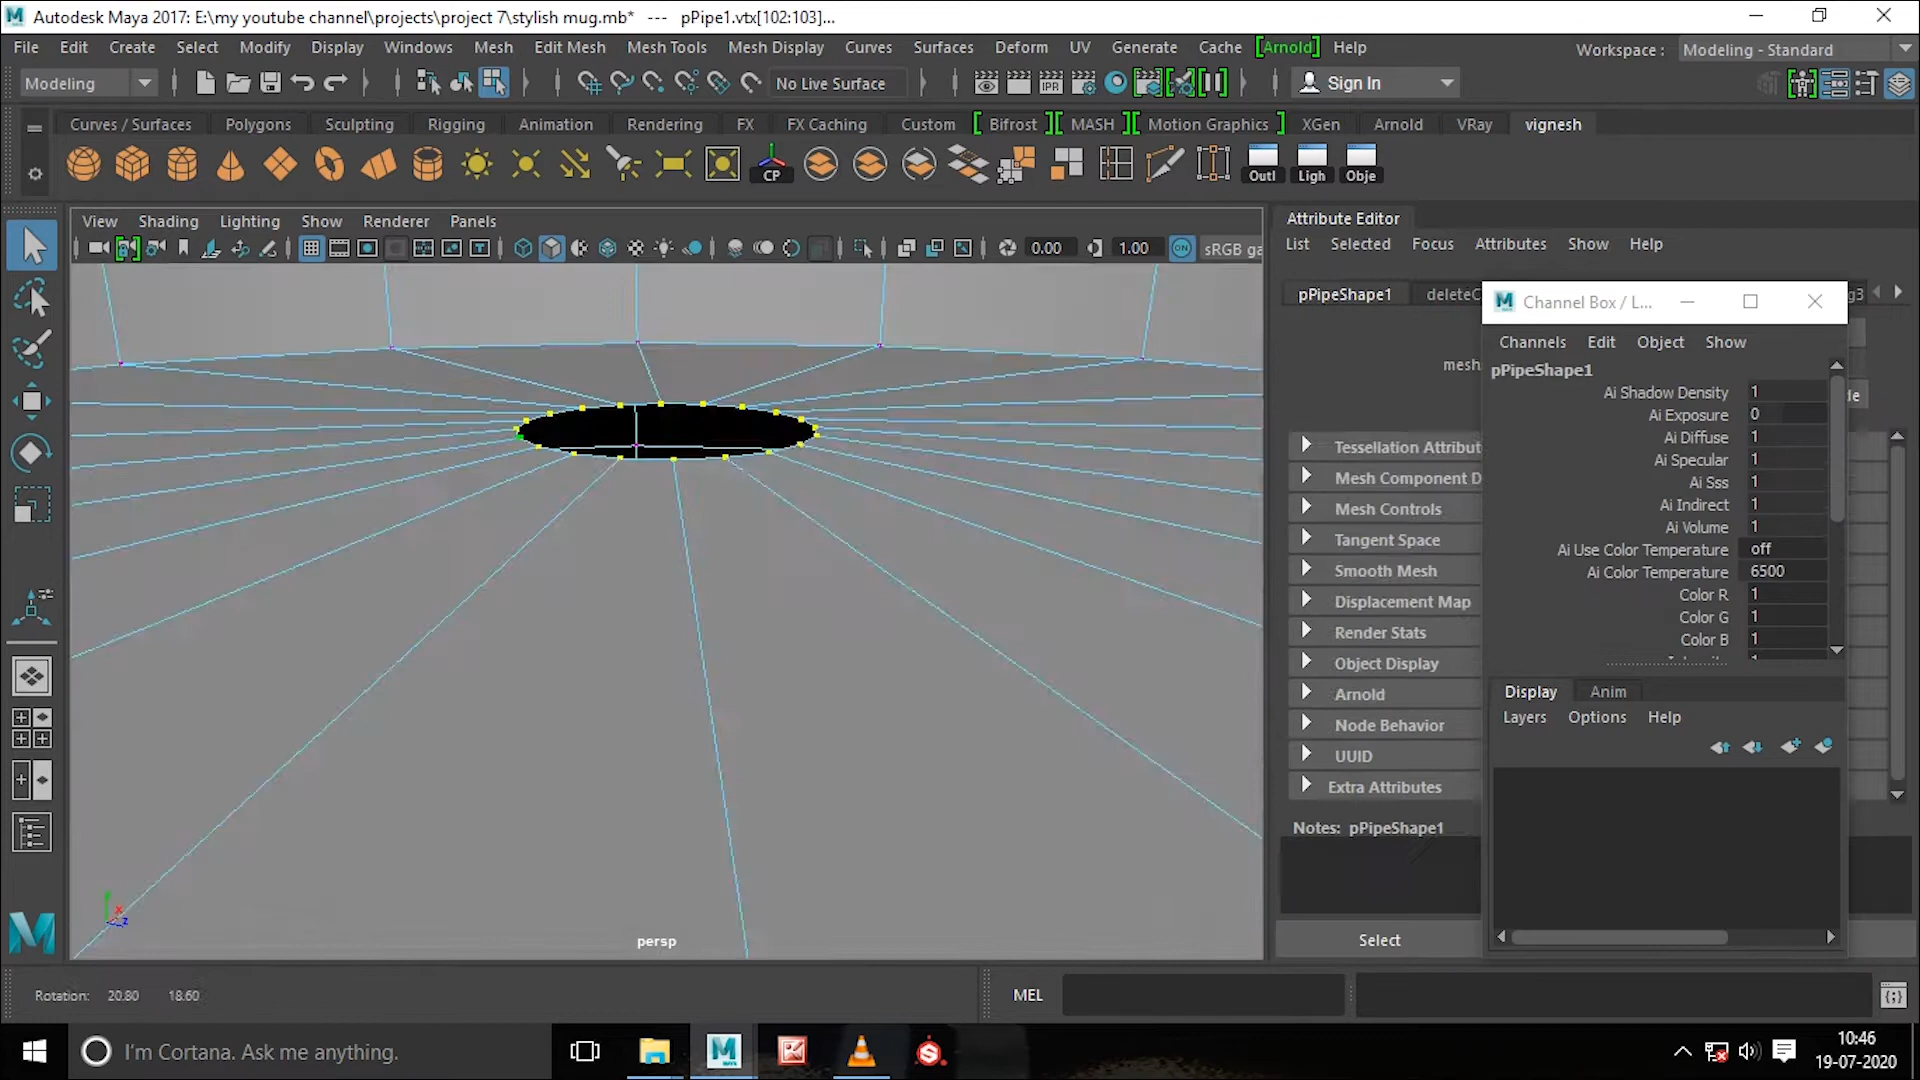 Autodesk Maya 2017: E:\my youtube channel\projects\project 7\stylish mug.mb* --- pPipe1.vtx[102:103]...
File Edit Create Select Modify Display Windows Mesh Edit Mesh Mesh Tools Mesh Display Curves Surfaces Deform UV Generate Cache [Arnold] Help Workspace : Modeling - Standard
Modeling No Live Surface IPR Sign In
Curves / Surfaces Polygons Sculpting Rigging Animation Rendering FX FX Caching Custom [ Bifrost ] [ MASH ] [ Motion Graphics ] XGen Arnold VRay vignesh
CP Outl Ligh Obje
View Shading Lighting Show Renderer Panels
0.00 1.00 ON sRGB ga
Attribute Editor
List Selected Focus Attributes Show Help
pPipeShape1 deleteC
mesh
Tessellation Attribut
Mesh Component D
Mesh Controls
Tangent Space
Smooth Mesh
Displacement Map
Render Stats
Object Display
Arnold
Node Behavior
UUID
Extra Attributes
Notes: pPipeShape1
Select
Channel Box / L...
Channels Edit Object Show
pPipeShape1
Ai Shadow Density 1
Ai Exposure 0
Ai Diffuse 1
Ai Specular 1
Ai Sss 1
Ai Indirect 1
Ai Volume 1
Ai Use Color Temperature off
Ai Color Temperature 6500
Color R 1
Color G 1
Color B 1
Display Anim
Layers Options Help
persp
Rotation: 20.80 18.60
MEL
I'm Cortana. Ask me anything.
10:46
19-07-2020